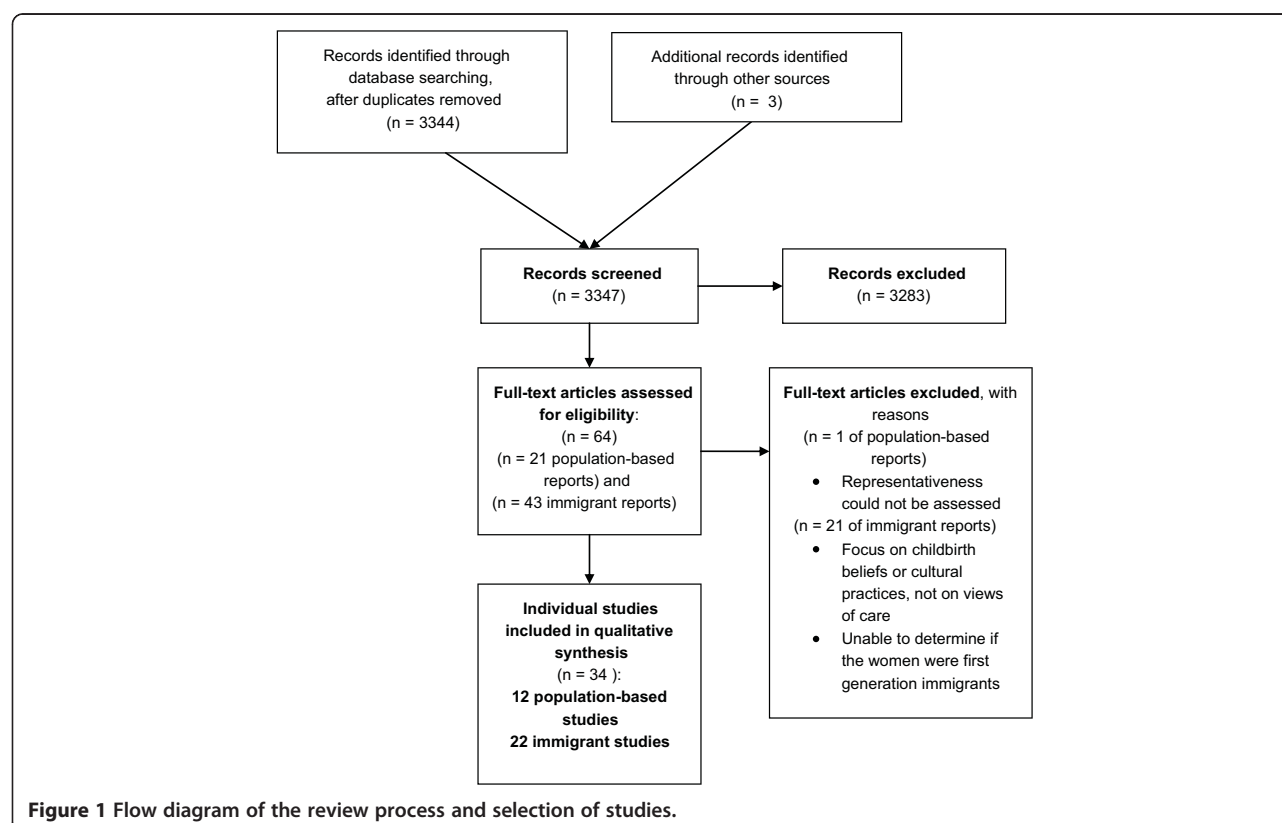 Records identified through
database searching,
after duplicates removed
(n = 3344)
Additional records identified
through other sources
(n = 3)
Records screened
(n = 3347)
Records excluded
(n = 3283)
Full-text articles assessed
for eligibility:
(n = 64)
(n = 21 population-based
reports) and
(n = 43 immigrant reports)
Full-text articles excluded, with
reasons
(n = 1 of population-based
reports)
• Representativeness
could not be assessed
(n = 21 of immigrant reports)
• Focus on childbirth
beliefs or cultural
practices, not on views
of care
• Unable to determine if
the women were first
generation immigrants
Individual studies
included in qualitative
synthesis
(n = 34 ):
12 population-based
studies
22 immigrant studies
Figure 1 Flow diagram of the review process and selection of studies.